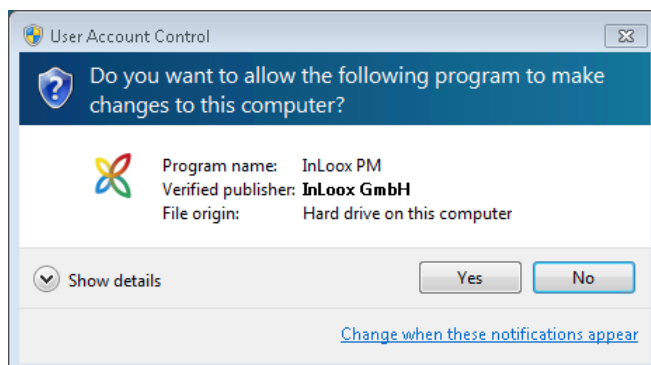 User Account Control
Do you want to allow the following program to make
changes to this computer?
Program name: InLoox PM
Verified publisher: InLoox GmbH
File origin: Hard drive on this computer
Show details
Yes
No
Change when these notifications appear